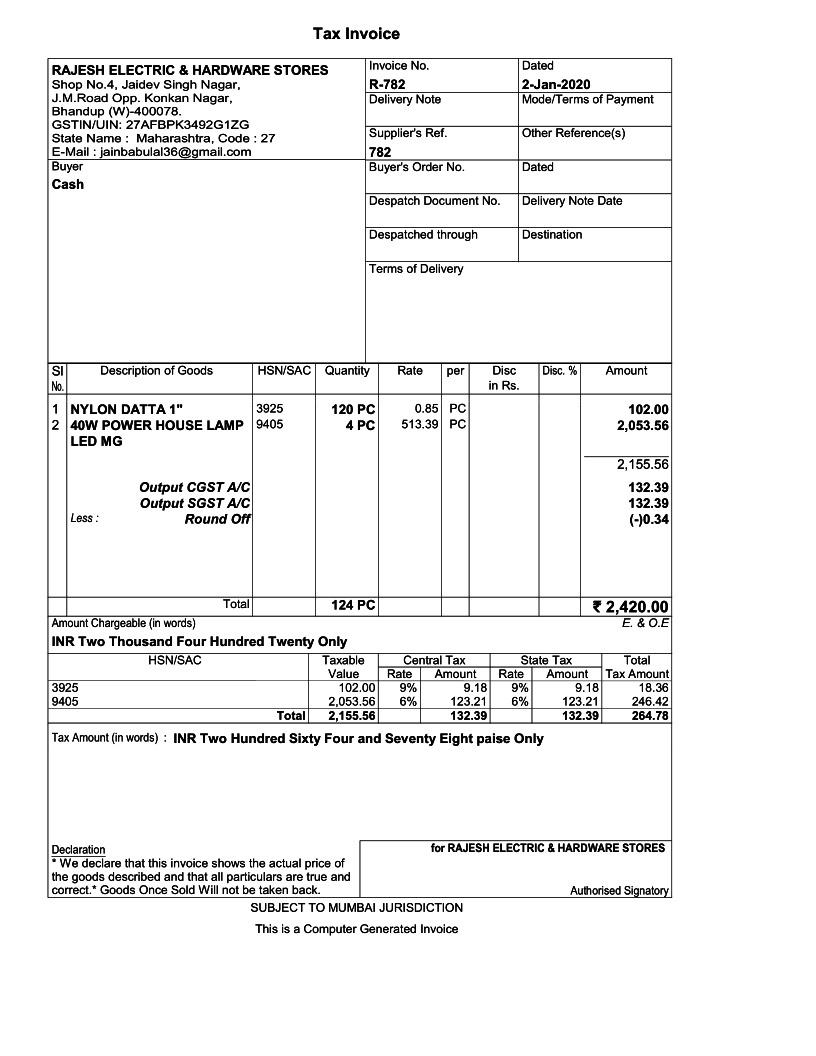 Tax Invoice
RAJESH ELECTRIC & HARDWARE STORES
Shop No.4, Jaidev Singh Nagar,
J.M.Road Opp. Konkan Nagar,
Bhandup (W)-400078.
GSTIN/UIN: 27AFBPK3492G1ZG
State Name : Maharashtra, Code : 27
E-Mail : jainbabulal36@gmail.com
Buyer
Cash
Invoice No. Dated
R-782 2-Jan-2020
Delivery Note Mode/Terms of Payment
Supplier's Ref. Other Reference(s)
782
Buyer's Order No. Dated
Despatch Document No. Delivery Note Date
Despatched through Destination
Terms of Delivery
Sl Description of Goods HSN/SAC Quantity Rate per Disc Disc. % Amount
No. in Rs.
1 NYLON DATTA 1" 3925 120 PC 0.85 PC 102.00
2 40W POWER HOUSE LAMP 9405 4 PC 513.39 PC 2,053.56
LED MG
2,155.56
Output CGST A/C 132.39
Output SGST A/C 132.39
Less : Round Off (-)0.34
Total 124 PC ₹ 2,420.00
Amount Chargeable (in words) E. & O.E
INR Two Thousand Four Hundred Twenty Only
HSN/SAC Taxable Central Tax State Tax Total
Value Rate Amount Rate Amount Tax Amount
3925 102.00 9% 9.18 9% 9.18 18.36
9405 2,053.56 6% 123.21 6% 123.21 246.42
Total 2,155.56 132.39 132.39 264.78
Tax Amount (in words) : INR Two Hundred Sixty Four and Seventy Eight paise Only
Declaration
* We declare that this invoice shows the actual price of
the goods described and that all particulars are true and
correct.* Goods Once Sold Will not be taken back.
for RAJESH ELECTRIC & HARDWARE STORES
Authorised Signatory
SUBJECT TO MUMBAI JURISDICTION
This is a Computer Generated Invoice